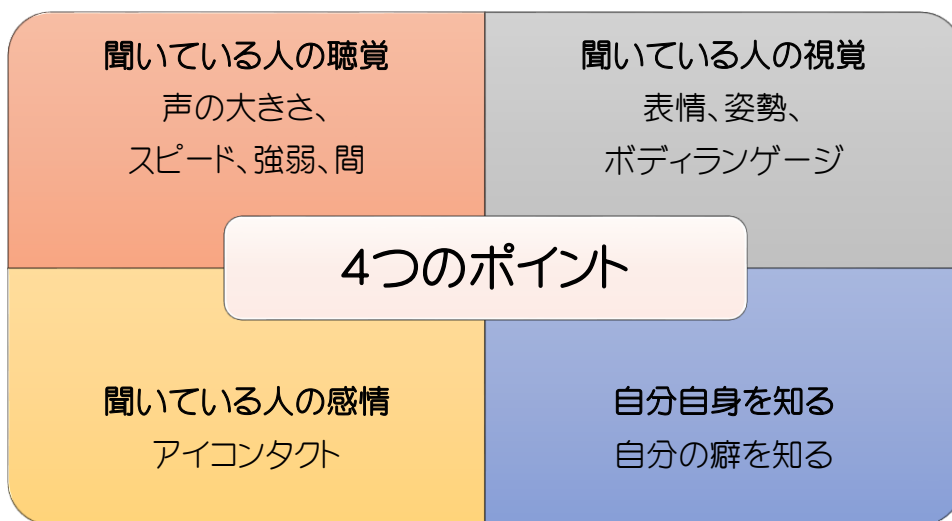 聞いている人の聴覚
声の大きさ、
スピード、強弱、間
聞いている人の視覚
表情、姿勢、
ボディランゲージ
4つのポイント
聞いている人の感情
アイコンタクト
自分自身を知る
自分の癖を知る